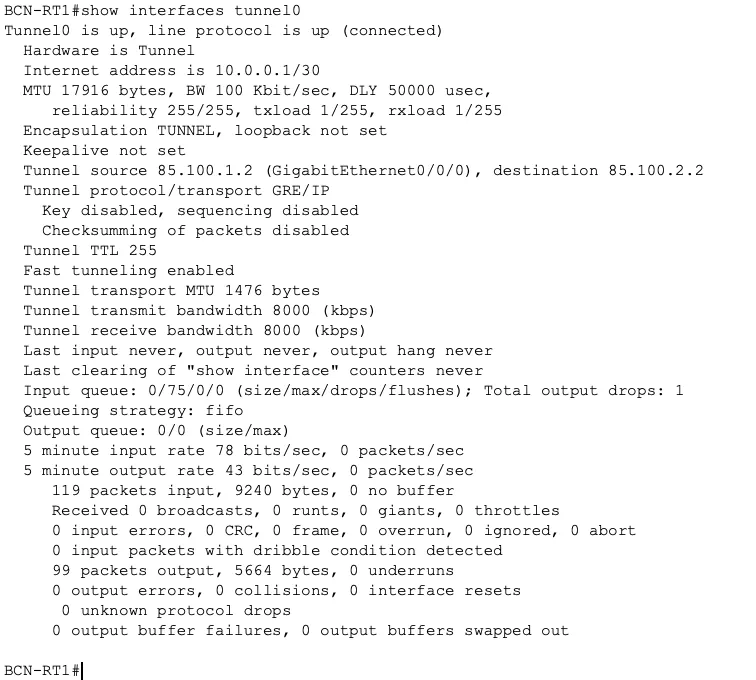 BCN-RT1#show interfaces tunnel0
Tunnel0 is up, line protocol is up (connected)
Hardware is Tunnel
Internet address is 10.0.0.1/30
MTU 17916 bytes, BW 100 Kbit/sec, DLY 50000 usec,
reliability 255/255, txload 1/255, rxload 1/255
Encapsulation TUNNEL, loopback not set
Keepalive not set
Tunnel source 85.100.1.2 (GigabitEthernet0/0/0), destination 85.100.2.2
Tunnel protocol/transport GRE/IP
Key disabled, sequencing disabled
Checksumming of packets disabled
Tunnel TTL 255
Fast tunneling enabled
Tunnel transport MTU 1476 bytes
Tunnel transmit bandwidth 8000 (kbps)
Tunnel receive bandwidth 8000 (kbps)
Last input never, output never, output hang never
Last clearing of "show interface" counters never
Input queue: 0/75/0/0 (size/max/drops/flushes); Total output drops: 1
Queueing strategy: fifo
Output queue: 0/0 (size/max)
5 minute input rate 78 bits/sec, 0 packets/sec
5 minute output rate 43 bits/sec, 0 packets/sec
119 packets input, 9240 bytes, 0 no buffer
Received 0 broadcasts, 0 runts, 0 giants, 0 throttles
0 input errors, 0 CRC, 0 frame, 0 overrun, 0 ignored, 0 abort
0 input packets with dribble condition detected
99 packets output, 5664 bytes, 0 underruns
0 output errors, 0 collisions, 0 interface resets
0 unknown protocol drops
0 output buffer failures, 0 output buffers swapped out
BCN-RT1#